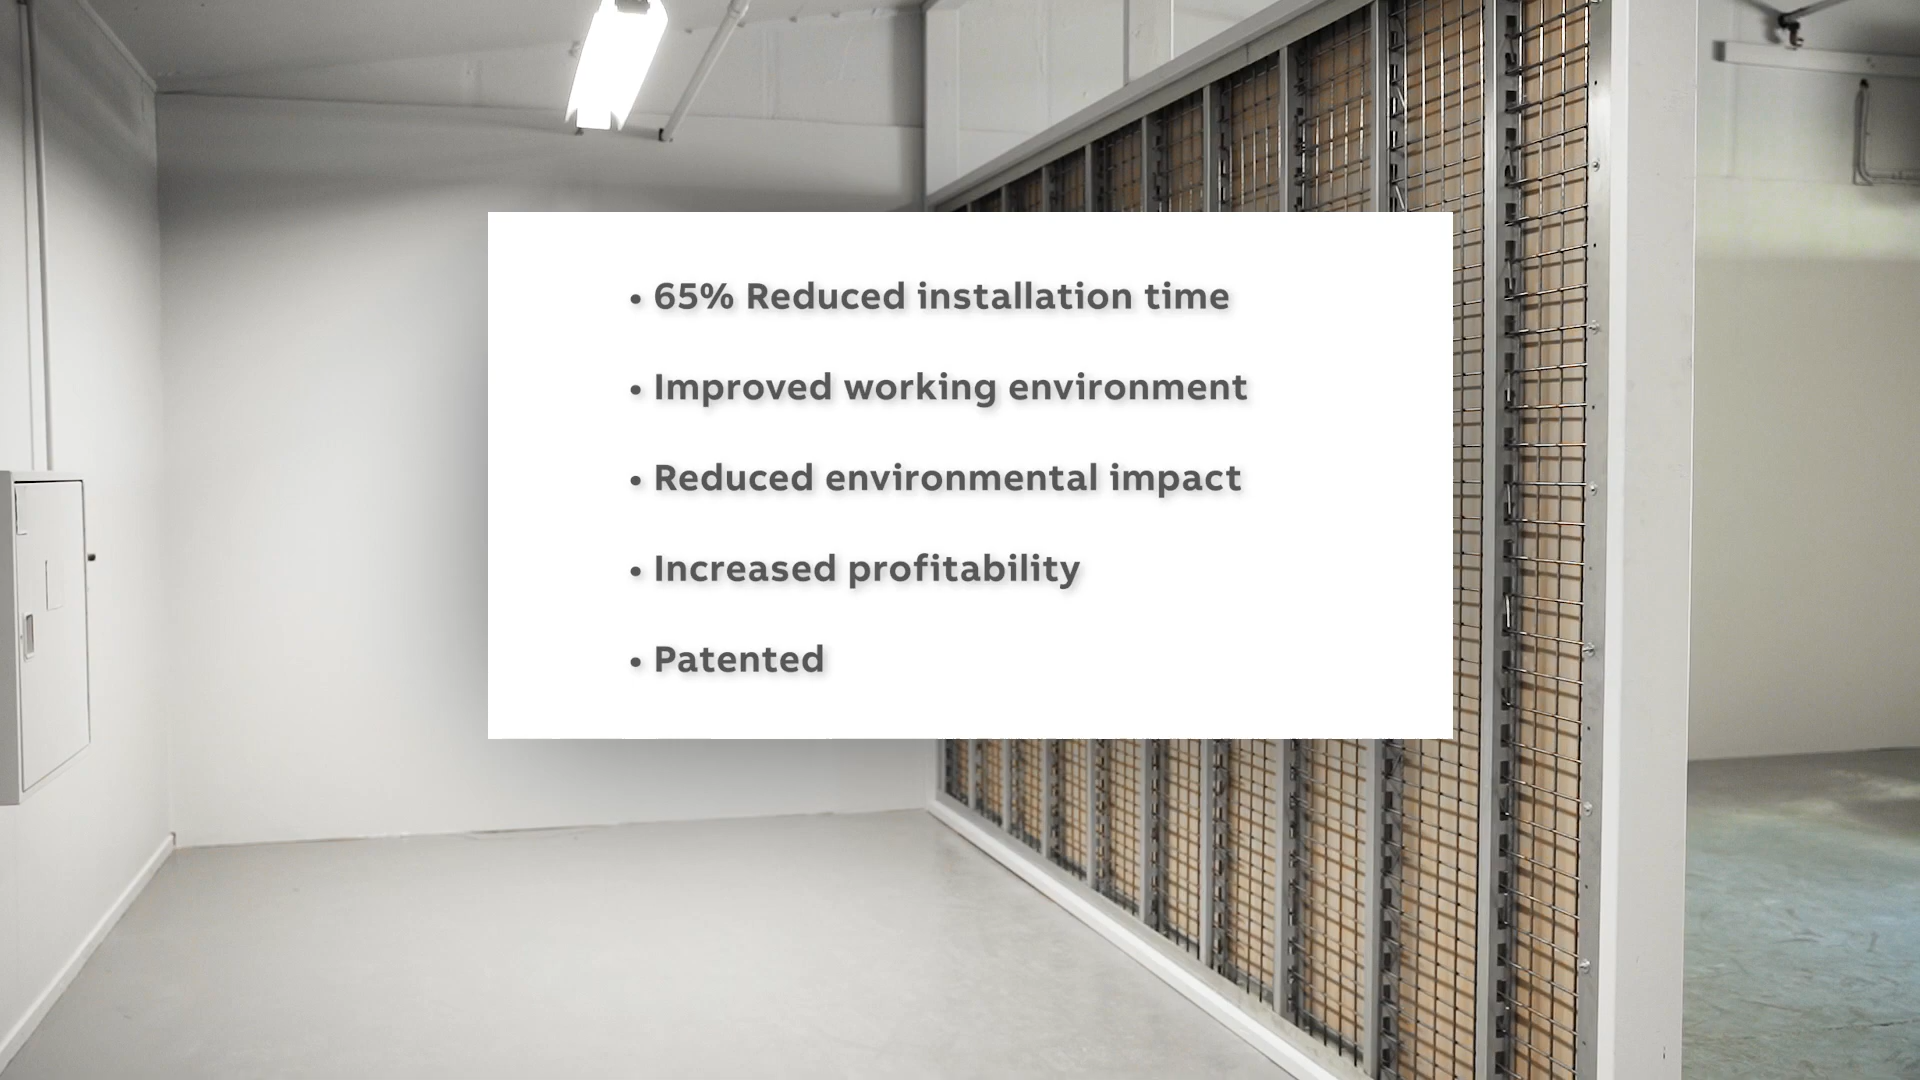 • 65% Reduced installation time
• Improved working environment
• Reduced environmental impact
• Increased profitability
• Patented